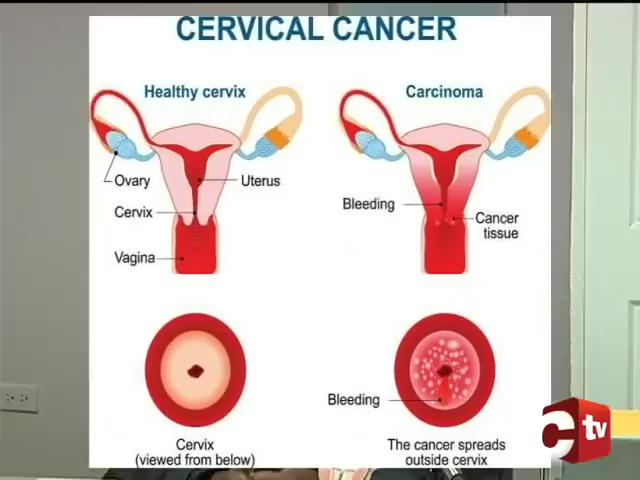 CERVICAL CANCER
Healthy cervix
Carcinoma
Ovary
Uterus
Cervix
Vagina
Bleeding
Cancer
tissue
Bleeding
Cervix
(viewed from below)
The cancer spreads
outside cervix
C tv